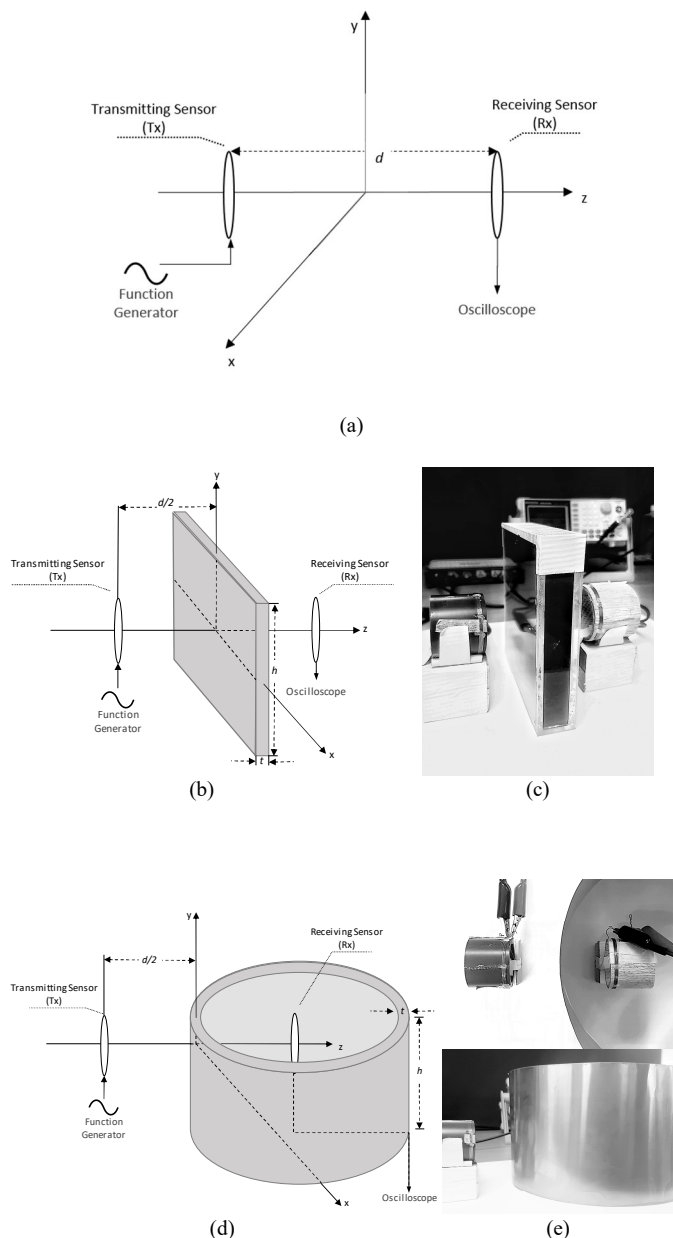 y
Transmitting Sensor
(Tx)
Receiving Sensor
(Rx)
d
z
Function
Generator
Oscilloscope
x
(a)
y
d/2
Transmitting Sensor
(Tx)
Receiving Sensor
(Rx)
z
h
Oscilloscope
Function
Generator
x
t
(b)
(c)
y
Receiving Sensor
(Rx)
d/2
Transmitting Sensor
(Tx)
t
z
h
Function
Generator
Oscilloscope
x
(d)
(e)